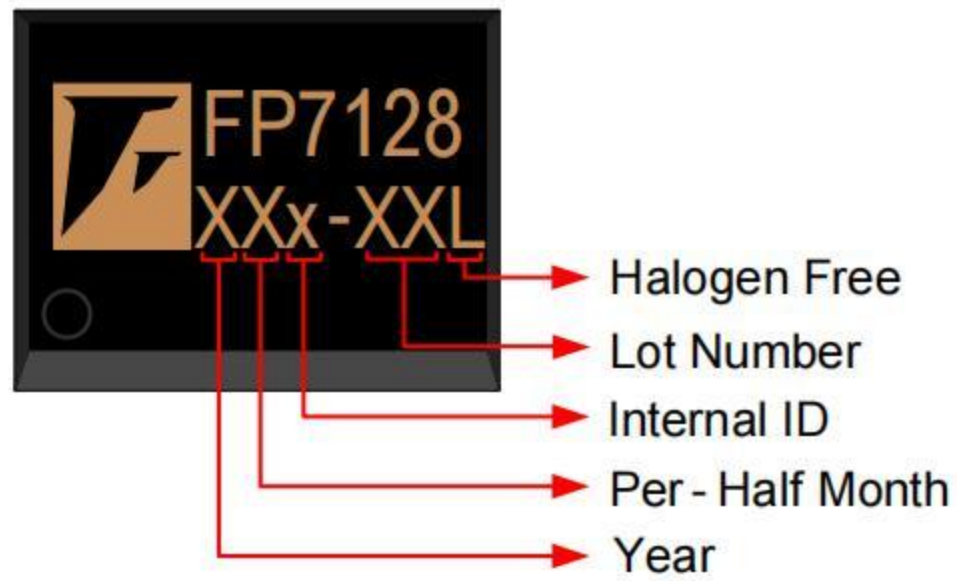 FP7128
XXx-XXL
Halogen Free
Lot Number
Internal ID
Per-Half Month
Year